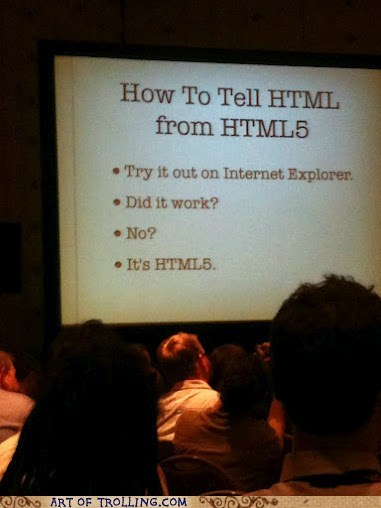 How To Tell HTML
from HTML5
• Try it out on Internet Explorer.
• Did it work?
• No?
• It's HTML5.
ART OF TROLLING.COM